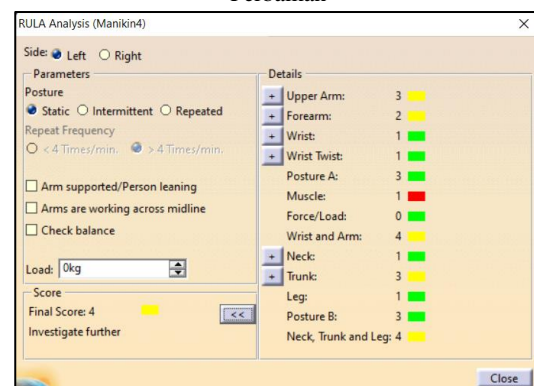 RULA Analysis (Manikin4)
Side: Left Right
Parameters
Posture
Static Intermittent Repeated
Repeat Frequency
< 4 Times/min. > 4 Times/min.
Arm supported/Person leaning
Arms are working across midline
Check balance
Load: 0kg
Score
Final Score: 4
<<
Investigate further
Details
+ Upper Arm: 3
+ Forearm: 2
+ Wrist: 1
+ Wrist Twist: 1
Posture A: 3
Muscle: 1
Force/Load: 0
Wrist and Arm: 4
+ Neck: 1
+ Trunk: 3
Leg: 1
Posture B: 3
Neck, Trunk and Leg: 4
Close